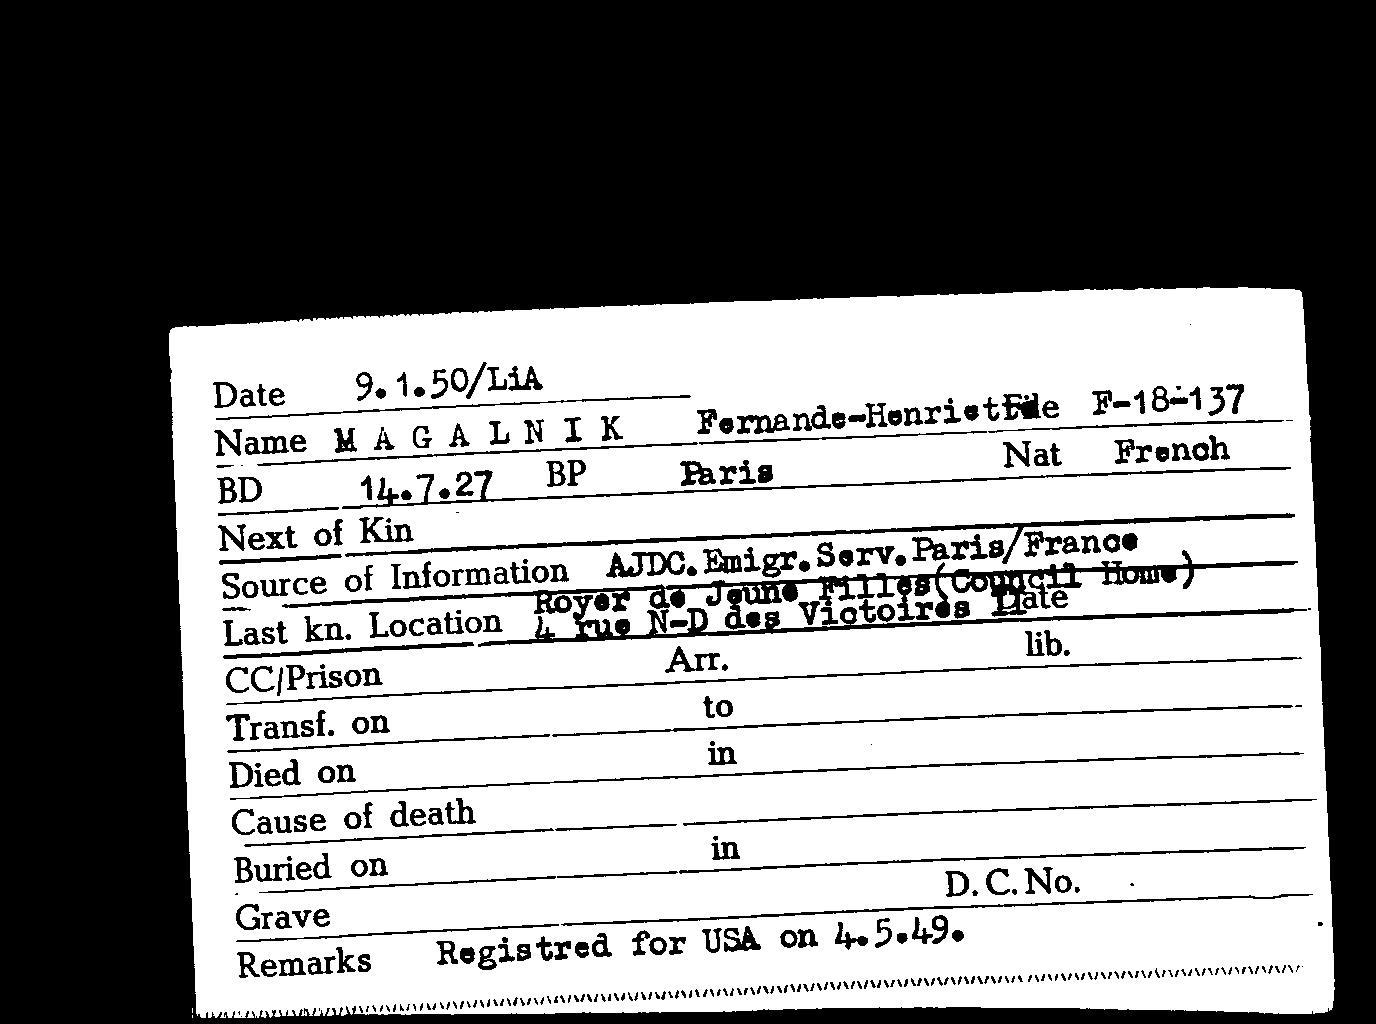 Date 9.1.50/LiA
Name M A G A L N I K Fernande-Henriette File F-18-137
BD 14.7.27 BP Paris Nat French
Next of Kin
Source of Information AJDC.Emigr.Serv.Paris/France
Royer de Jeune Filles(Council Home)
Last kn. Location 4 rue N-D des Victoires Date
CC/Prison Arr. lib.
Transf. on to
Died on in
Cause of death
Buried on in
Grave D.C.No.
Remarks Registred for USA on 4.5.49.